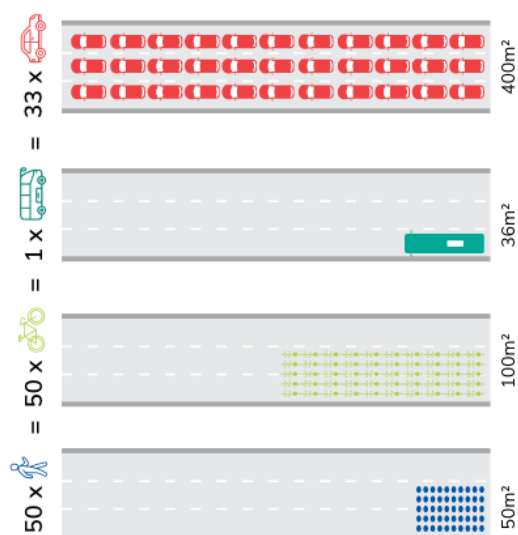 50 x = 50 x = 1 x = 33 x
400m²
36m²
100m²
50m²